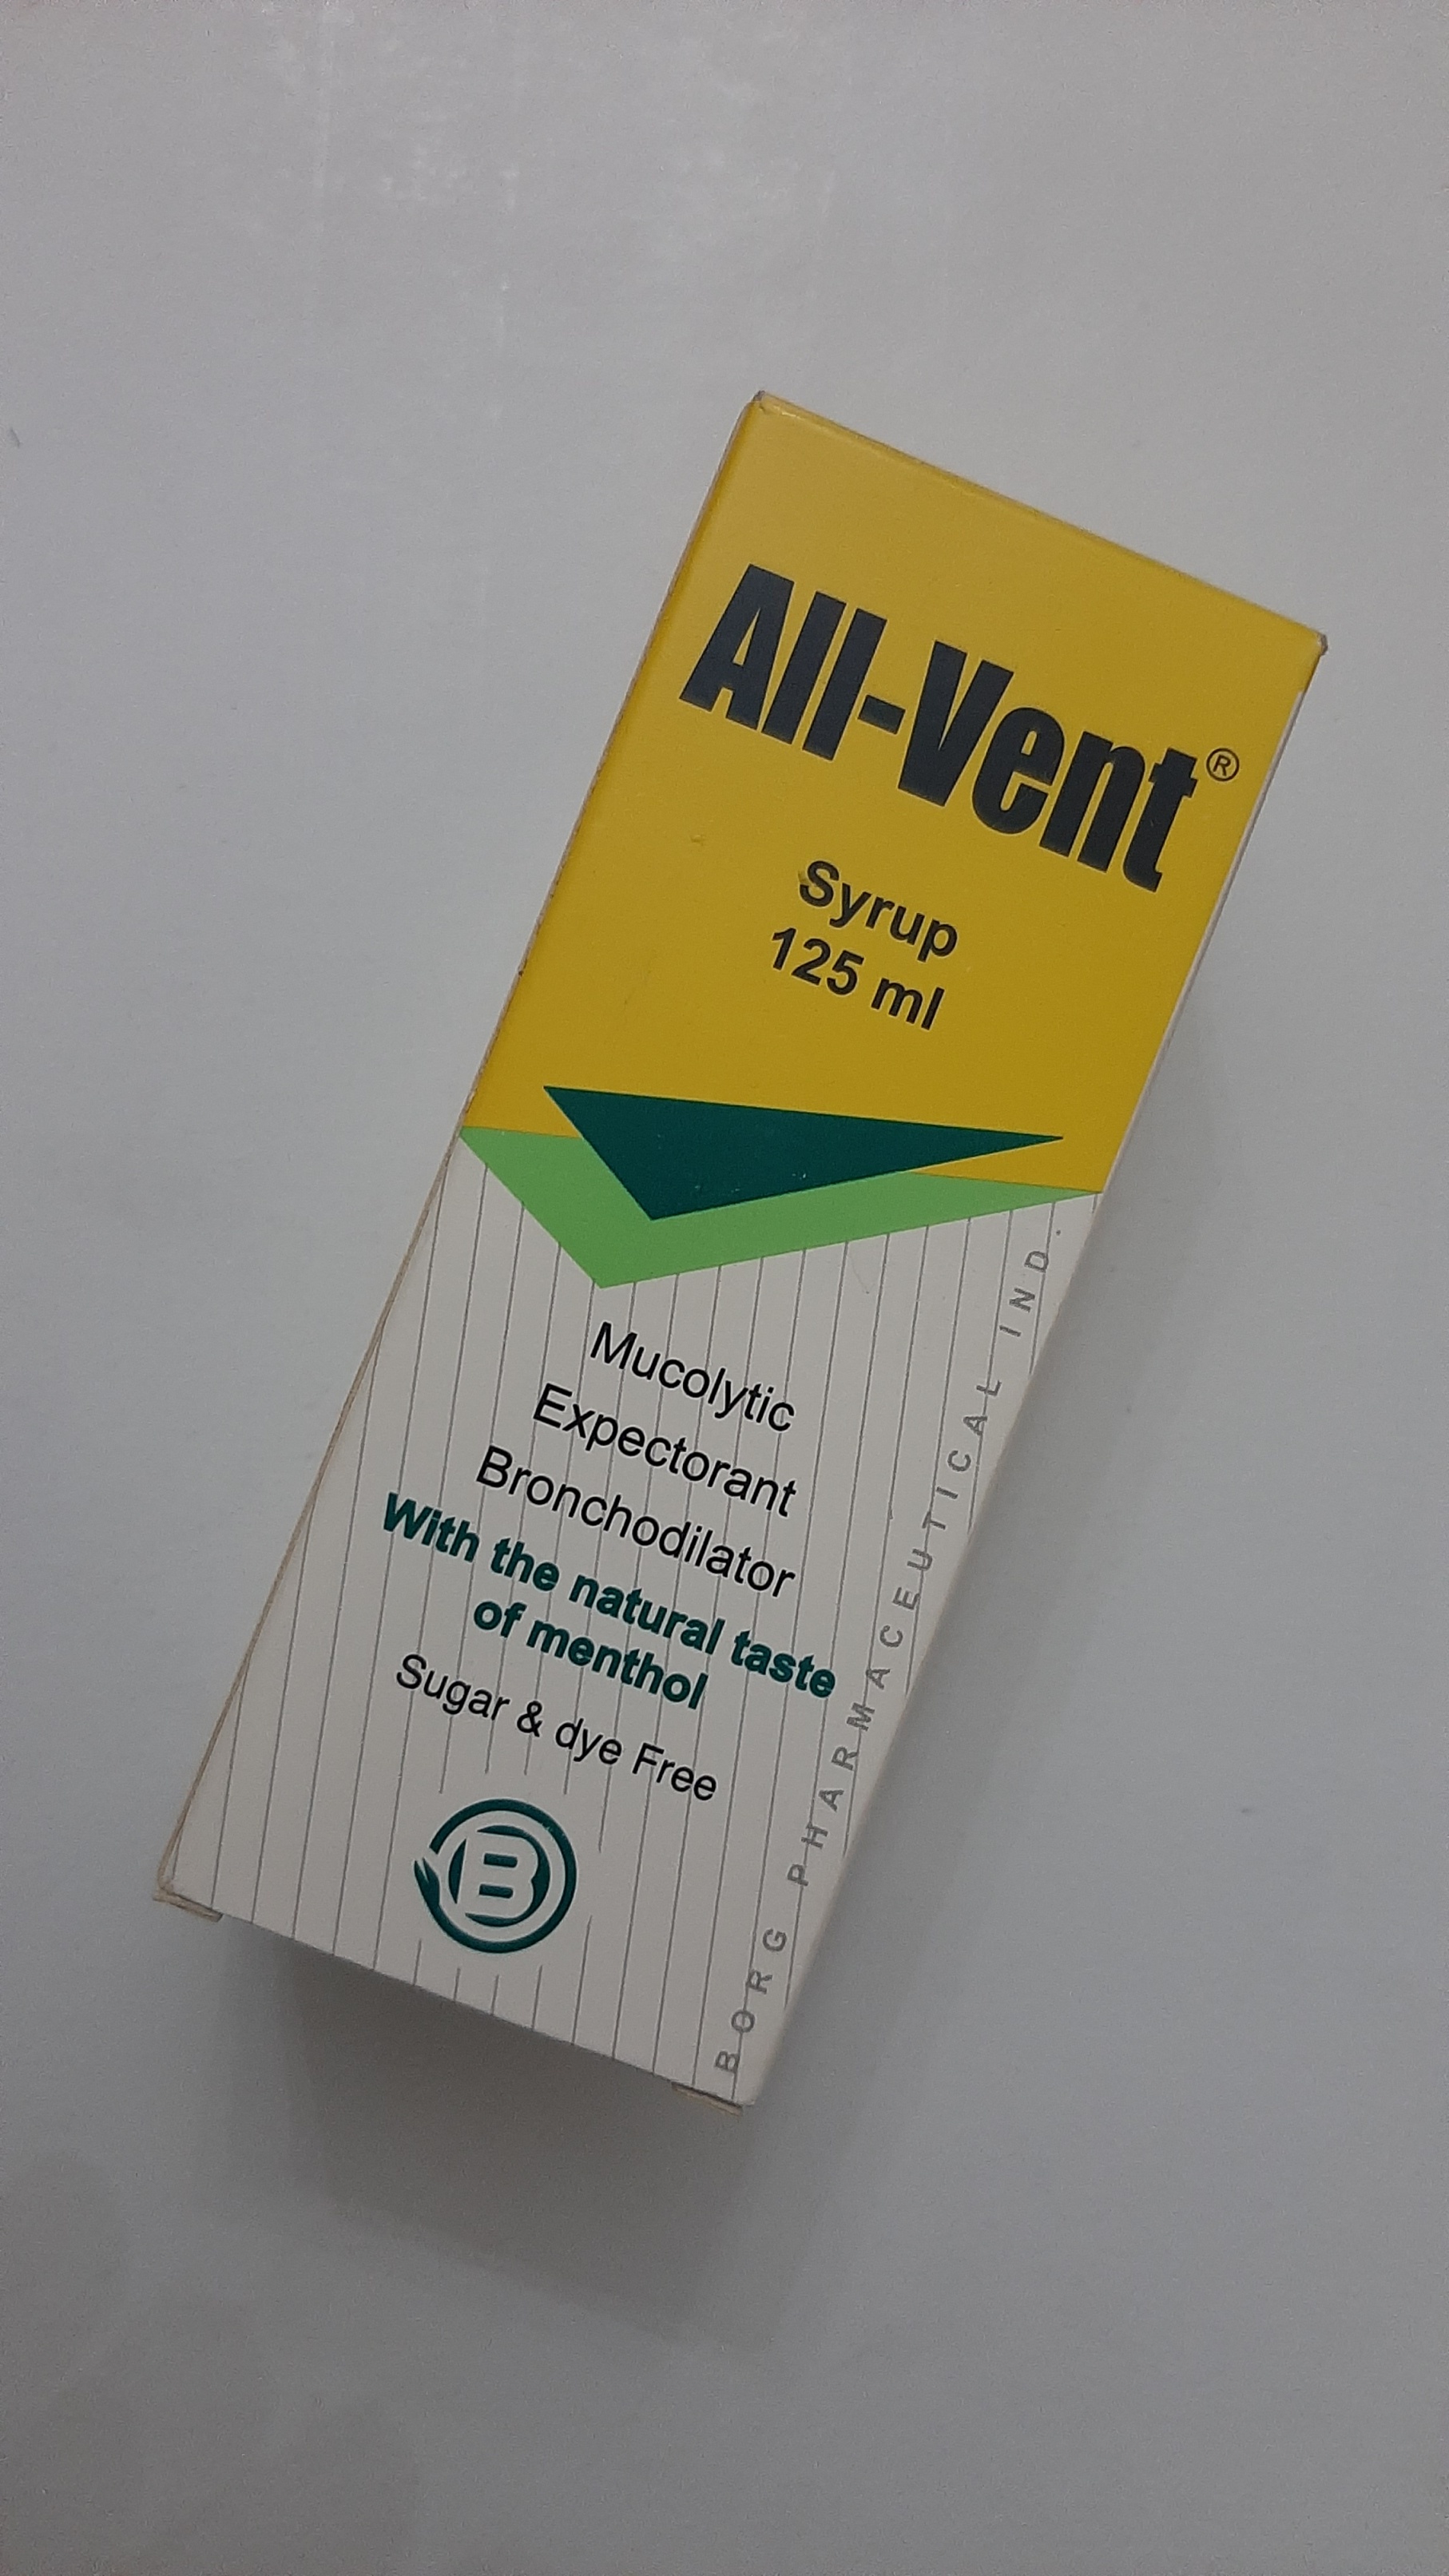 All-Vent®
Syrup
125 ml
Mucolytic
Expectorant
Bronchodilator
With the natural taste
of menthol
Sugar & dye Free
B
BORG PHARMACEUTICAL IND.